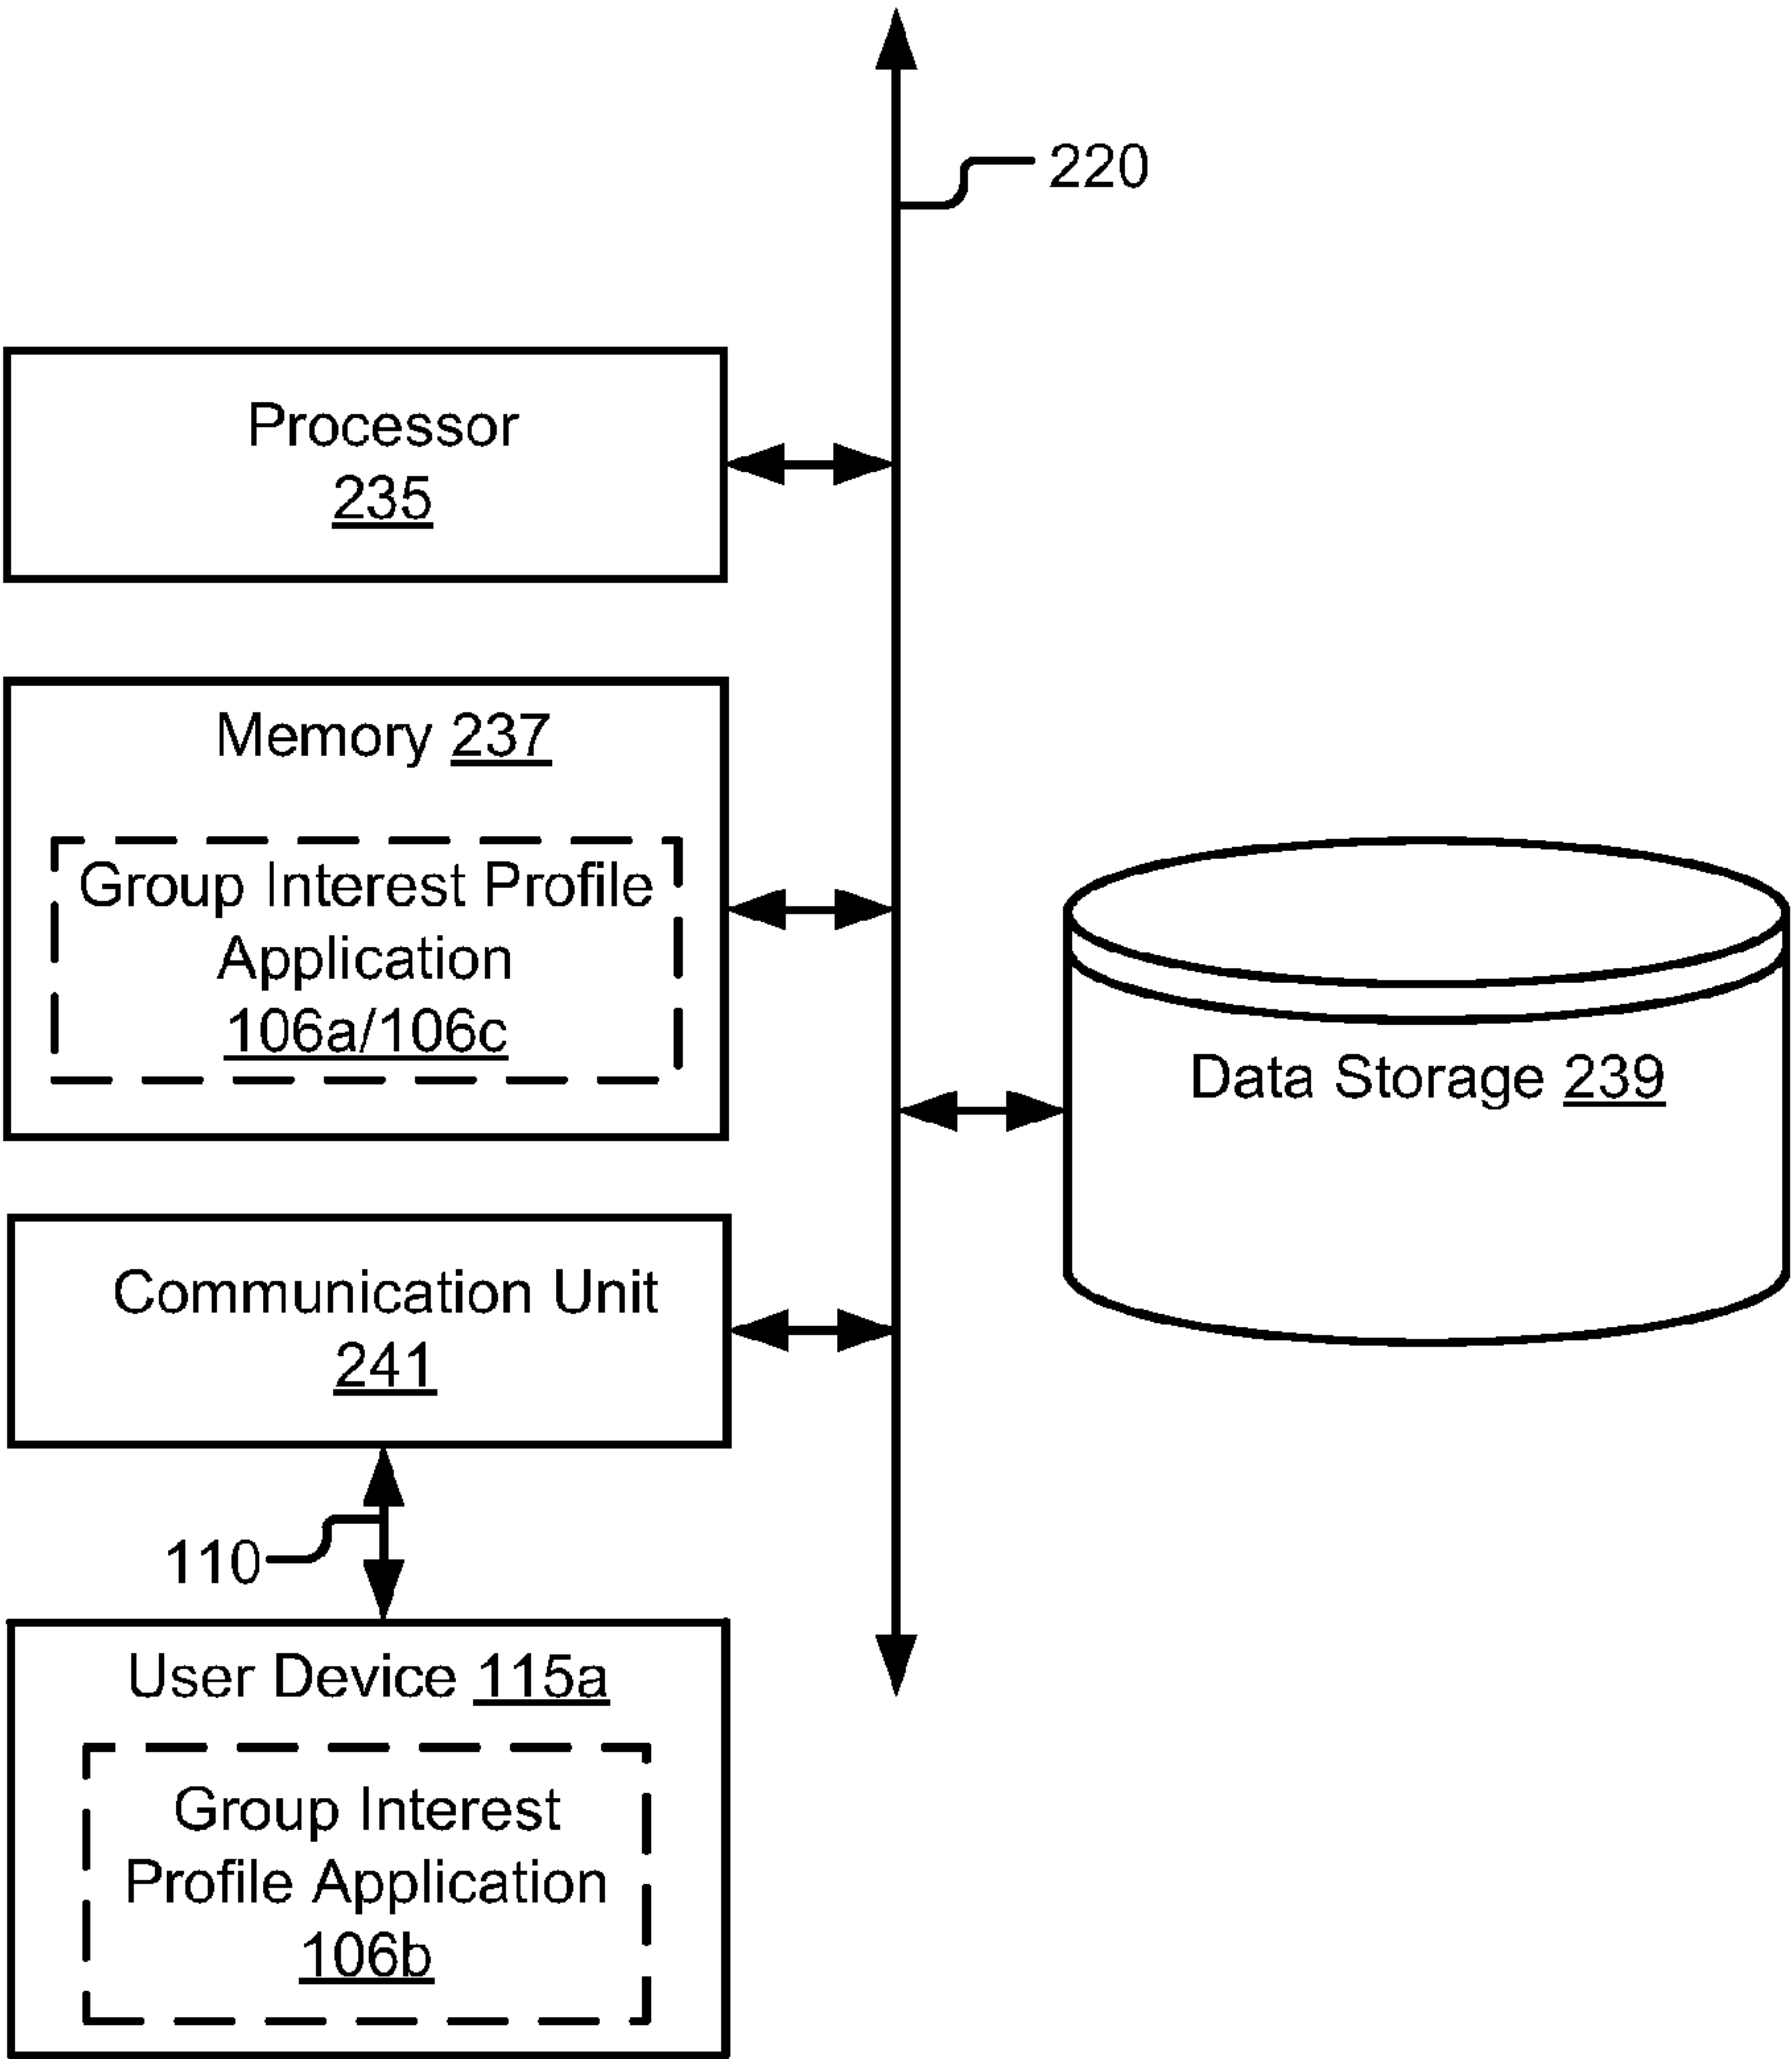 220
Processor
235
Memory 237
Group Interest Profile
Application
106a/106c
Data Storage 239
Communication Unit
241
110
User Device 115a
Group Interest
Profile Application
106b